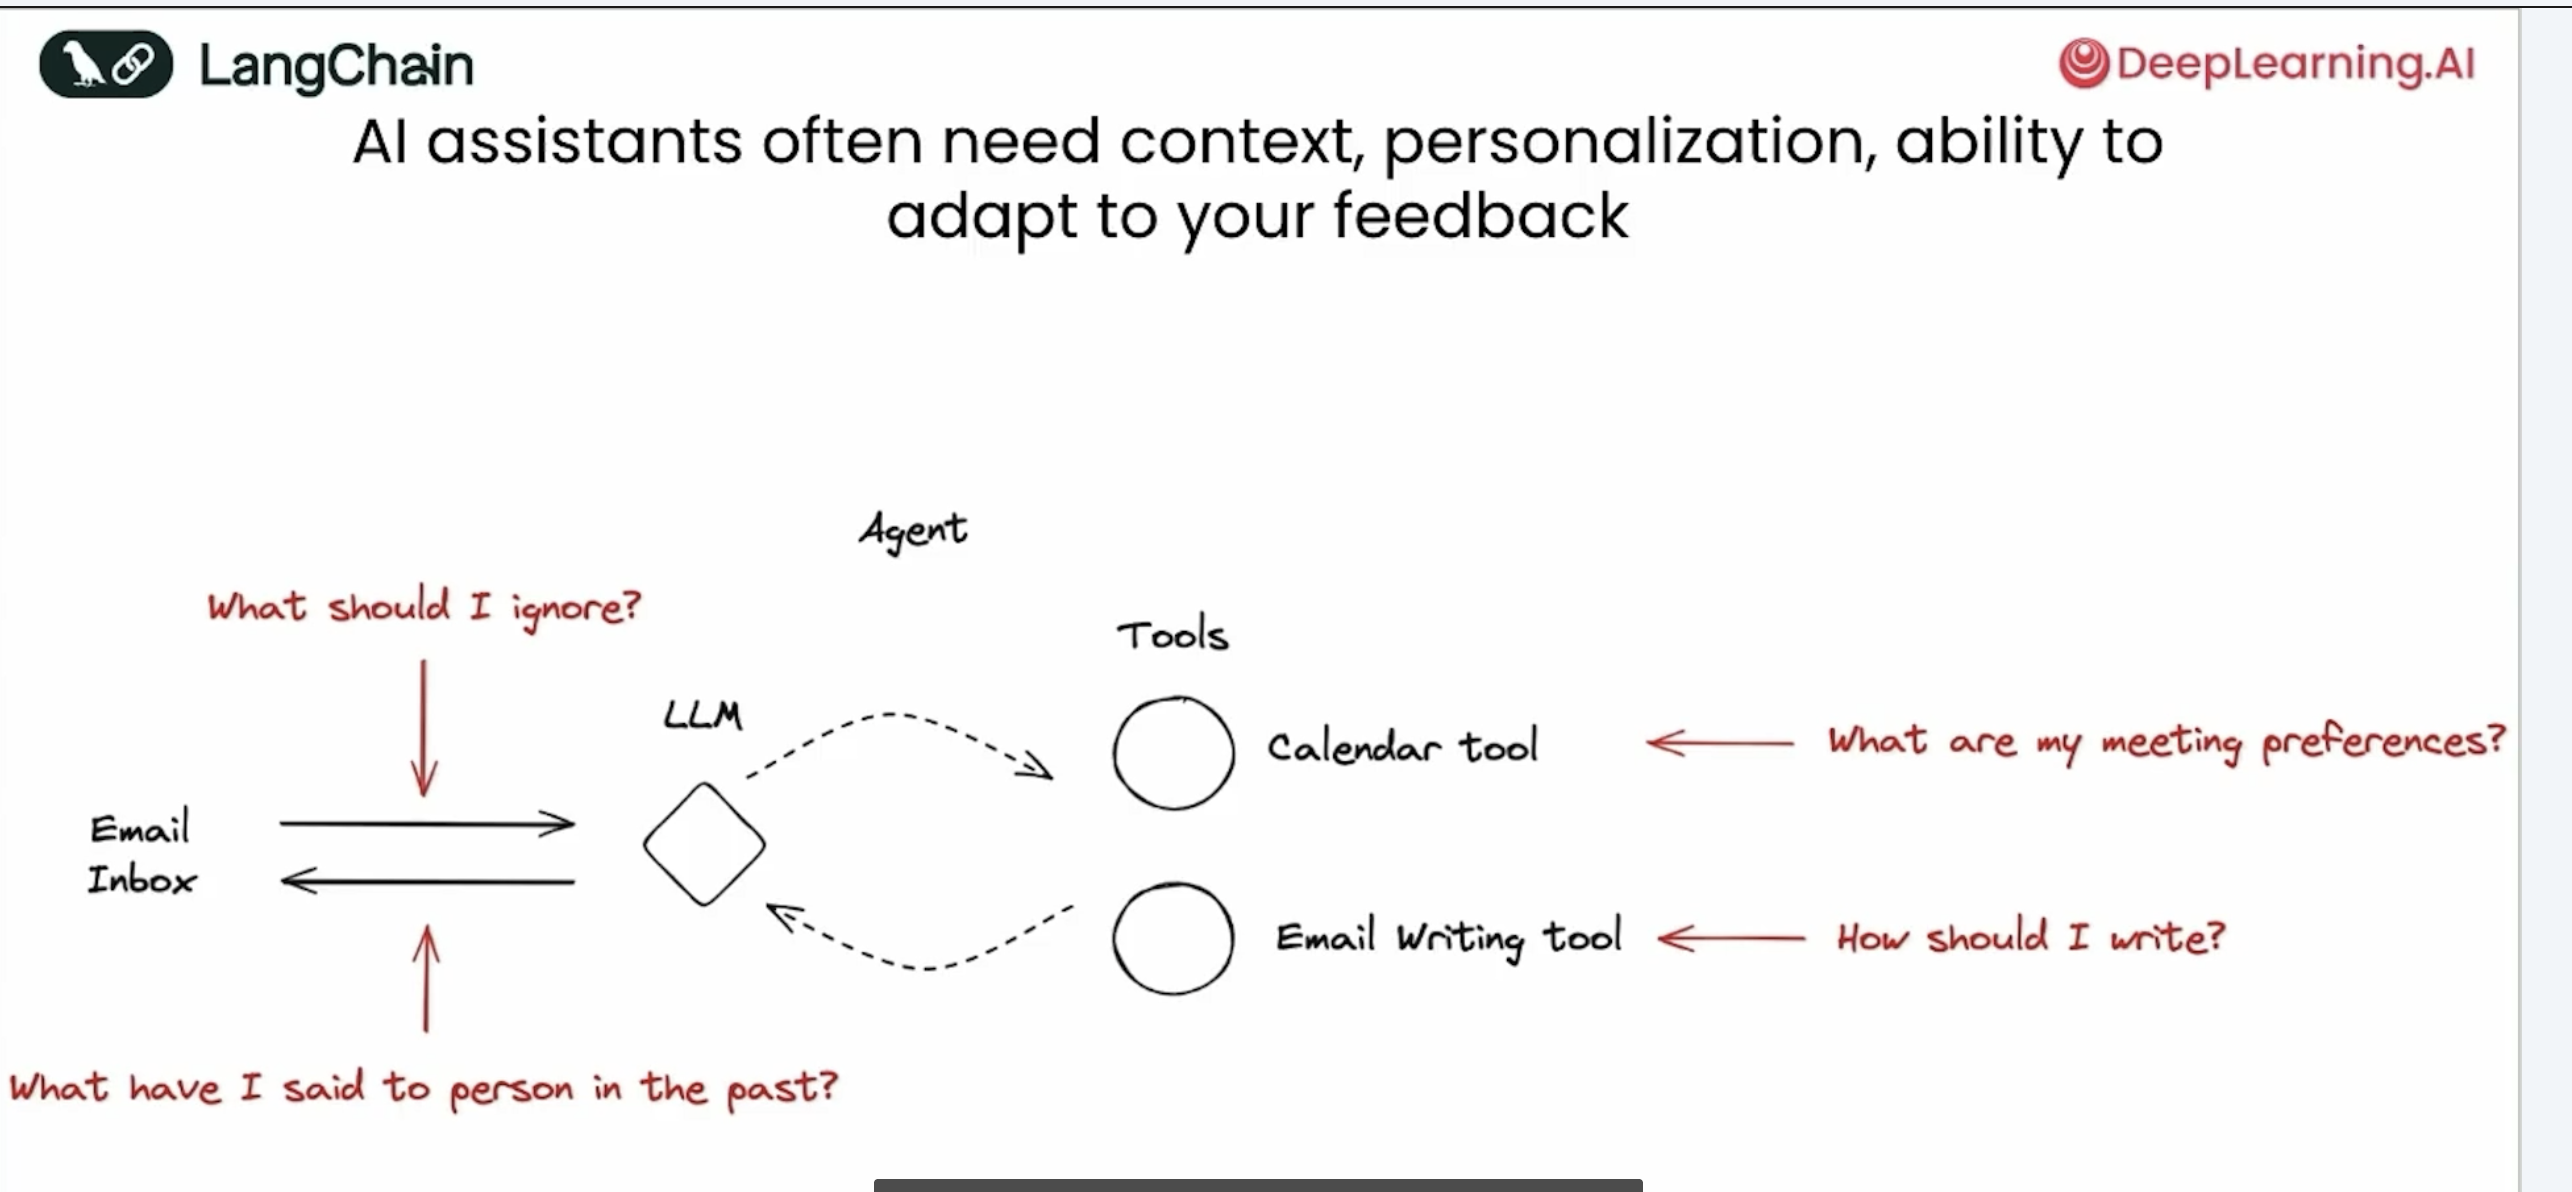 LangChain
DeepLearning.AI
AI assistants often need context, personalization, ability to
adapt to your feedback
Agent
What should I ignore?
Tools
LLM
Calendar tool
What are my meeting preferences?
Email
Inbox
Email Writing tool
How should I write?
What have I said to person in the past?